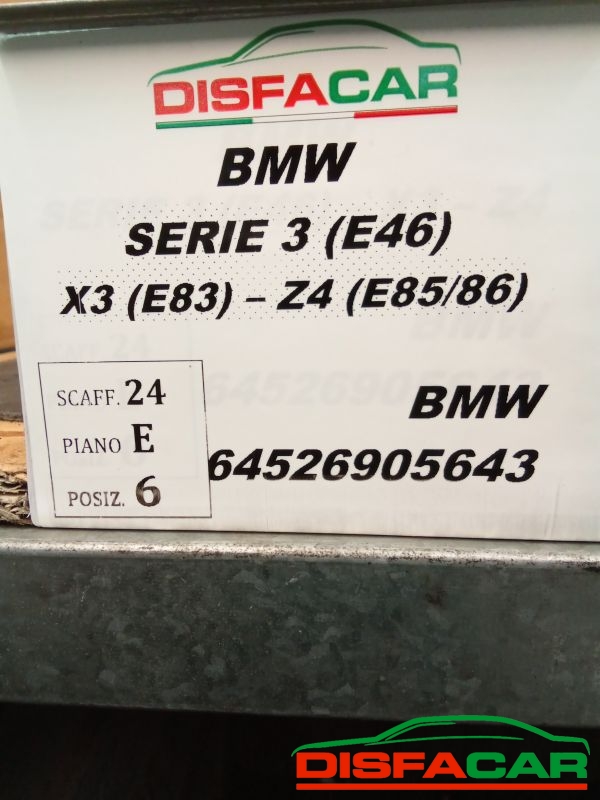 DISFACAR
BMW
SERIE 3 (E46)
X3 (E83) – Z4 (E85/86)
SCAFF. 24
PIANO E
POSIZ. 6
BMW
64526905643
DISFACAR